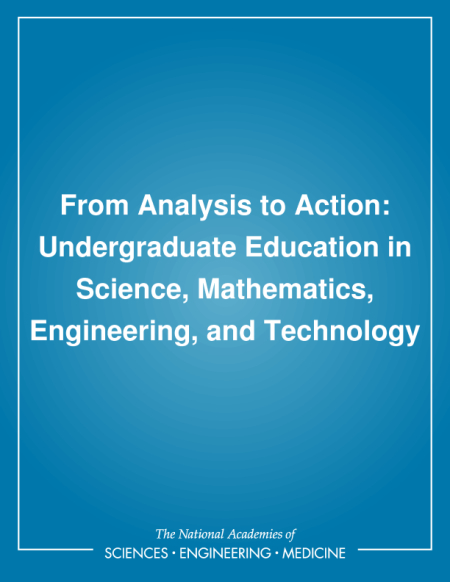 From Analysis to Action:
Undergraduate Education in
Science, Mathematics,
Engineering, and Technology
The National Academies of
SCIENCES · ENGINEERING · MEDICINE